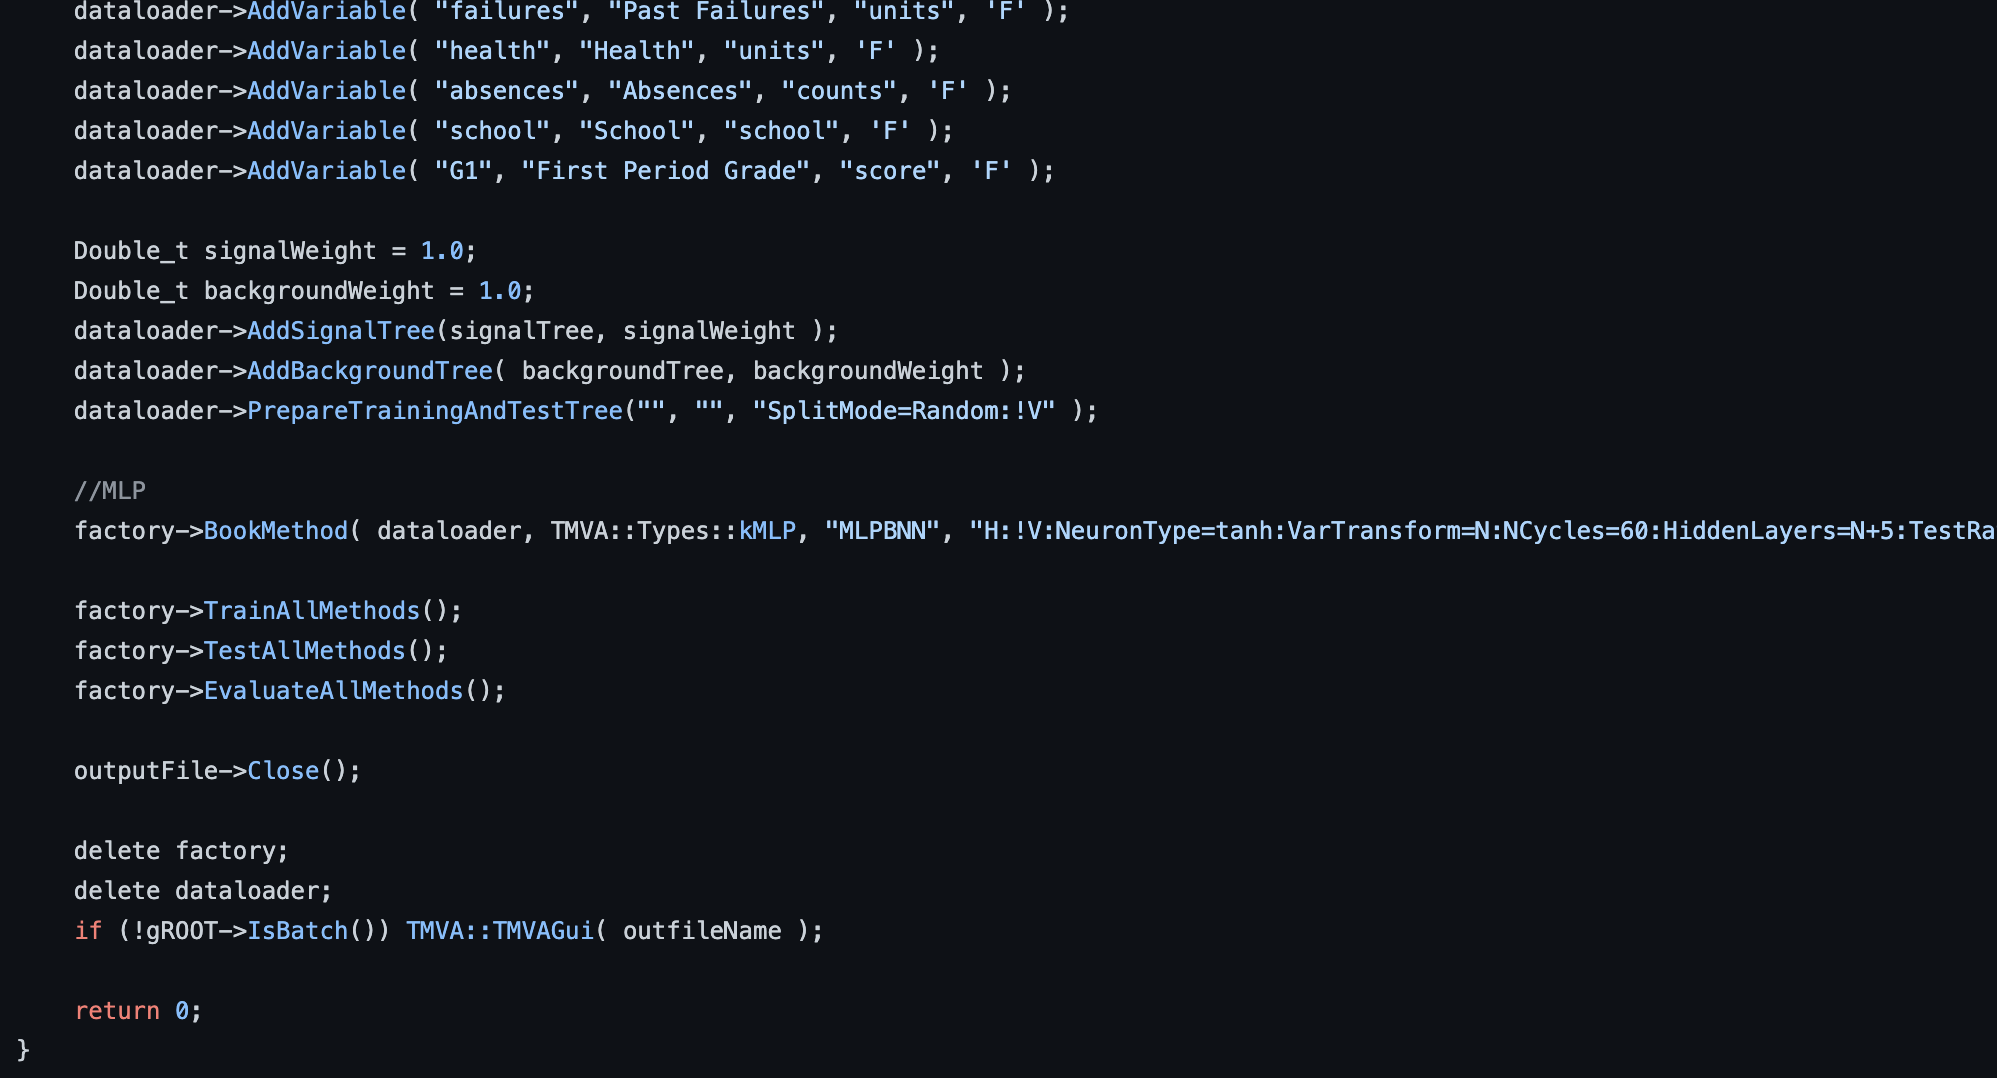 dataloader->AddVariable( "failures", "Past Failures", "units", 'F' );
dataloader->AddVariable( "health", "Health", "units", 'F' );
dataloader->AddVariable( "absences", "Absences", "counts", 'F' );
dataloader->AddVariable( "school", "School", "school", 'F' );
dataloader->AddVariable( "G1", "First Period Grade", "score", 'F' );
Double_t signalWeight = 1.0;
Double_t backgroundWeight = 1.0;
dataloader->AddSignalTree(signalTree, signalWeight );
dataloader->AddBackgroundTree( backgroundTree, backgroundWeight );
dataloader->PrepareTrainingAndTestTree("", "", "SplitMode=Random:!V" );
//MLP
factory->BookMethod( dataloader, TMVA::Types::kMLP, "MLPBNN", "H:!V:NeuronType=tanh:VarTransform=N:NCycles=60:HiddenLayers=N+5:TestRa
factory->TrainAllMethods();
factory->TestAllMethods();
factory->EvaluateAllMethods();
outputFile->Close();
delete factory;
delete dataloader;
if (!gROOT->IsBatch()) TMVA::TMVAGui( outfileName );
return 0;
}